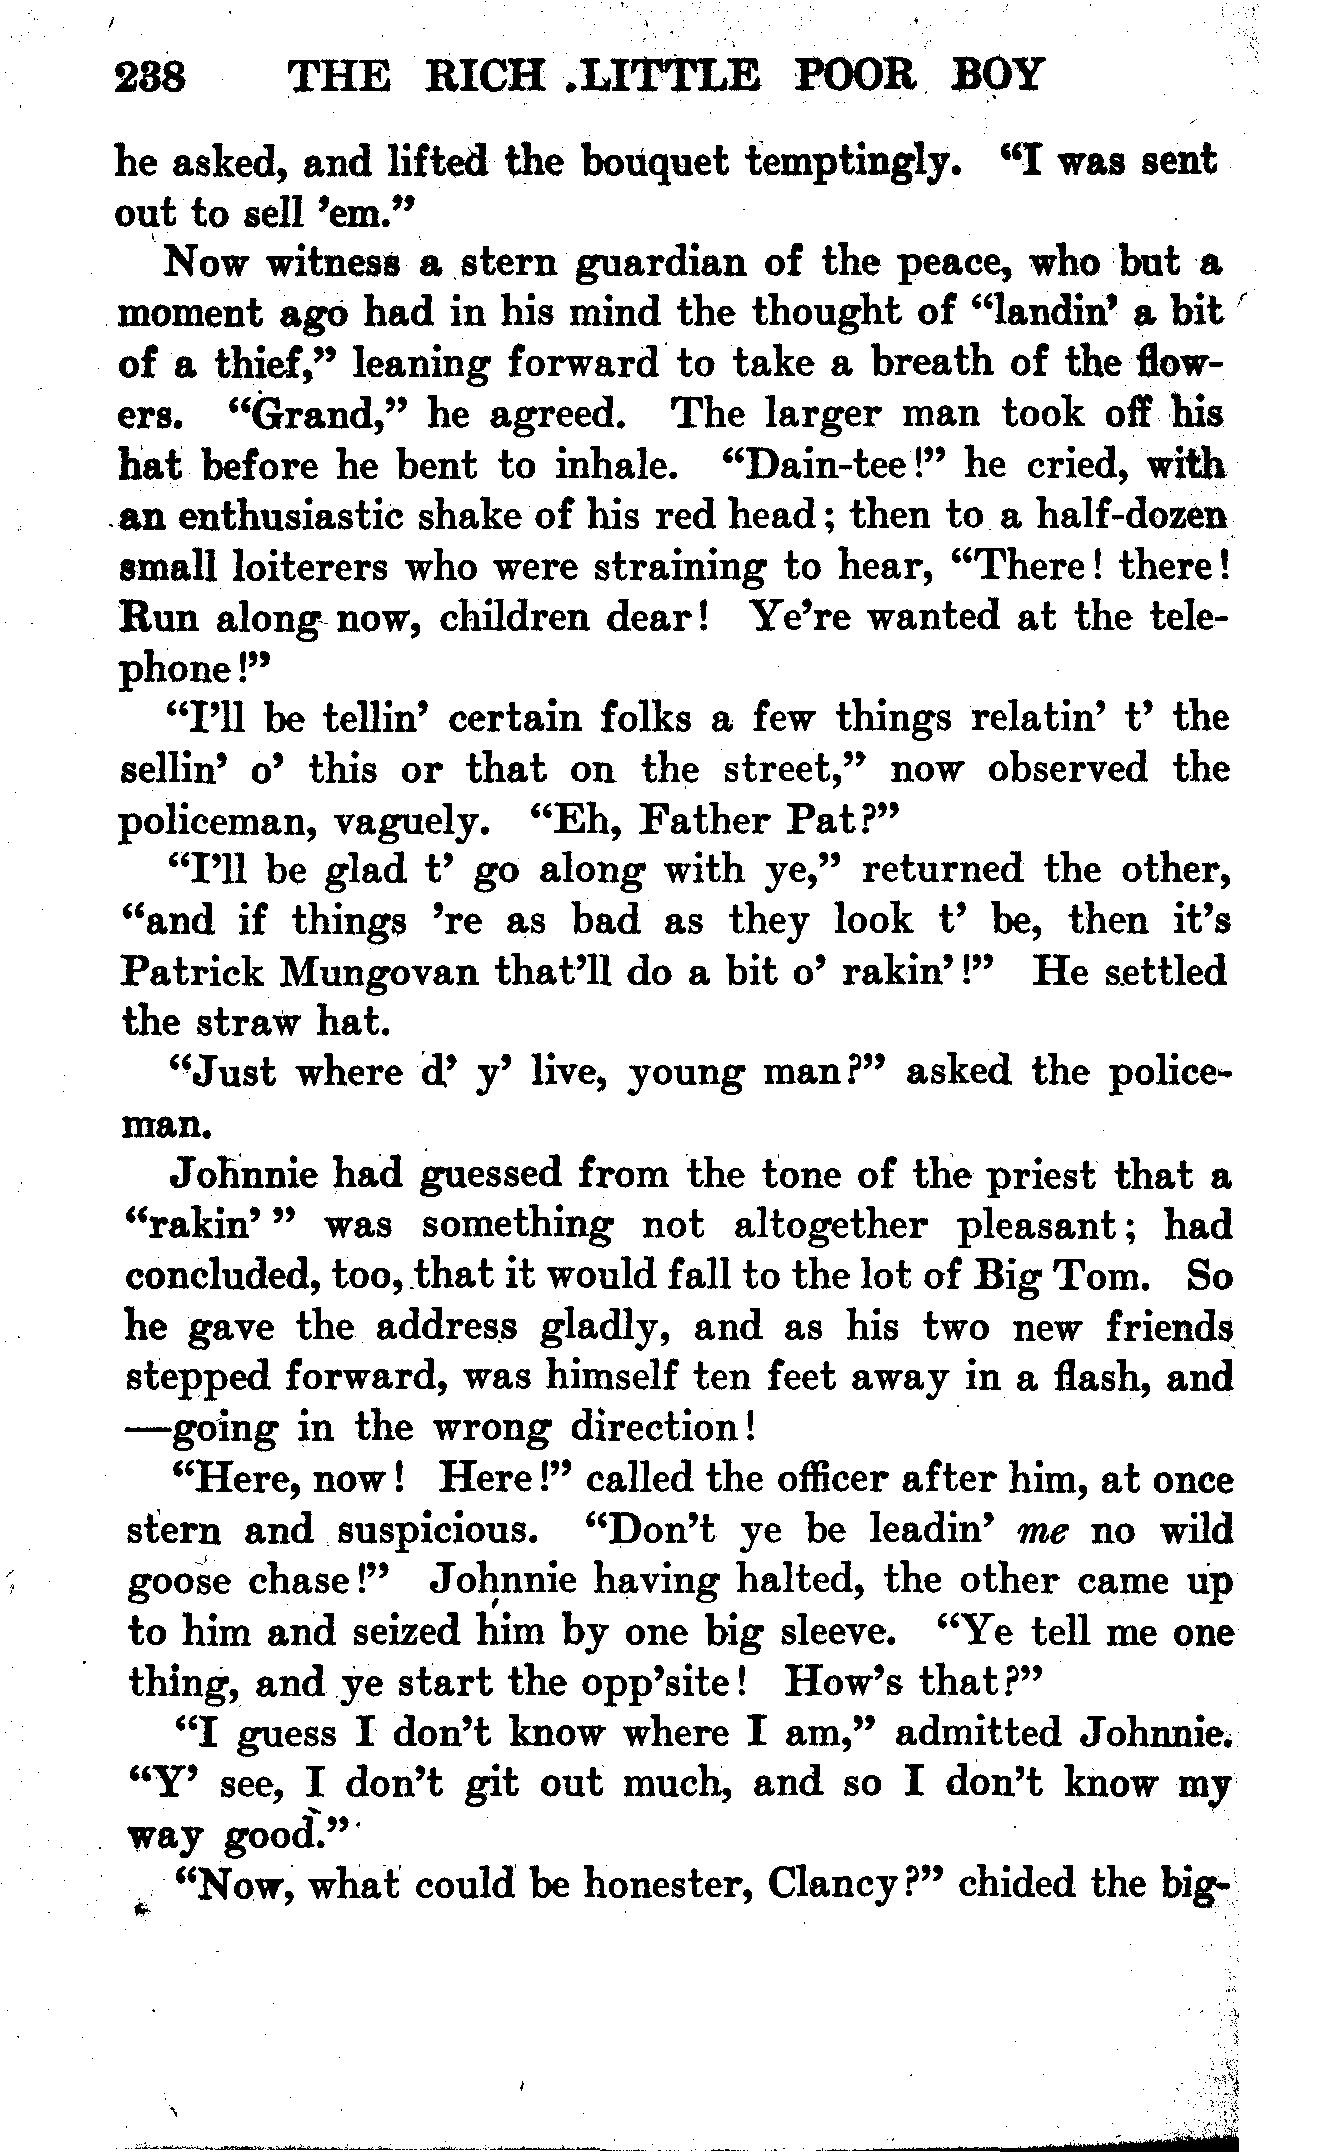 238 THE RICH LITTLE POOR BOY
he asked, and lifted the bouquet temptingly. “I was sent
out to sell ’em.”
Now witness a stern guardian of the peace, who but a
moment ago had in his mind the thought of “landin’ a bit
of a thief,” leaning forward to take a breath of the flow-
ers. “Grand,” he agreed. The larger man took off his
hat before he bent to inhale. “Dain-tee!” he cried, with
an enthusiastic shake of his red head; then to a half-dozen
small loiterers who were straining to hear, “There! there!
Run along now, children dear! Ye’re wanted at the tele-
phone!”
“I’ll be tellin’ certain folks a few things relatin’ t’ the
sellin’ o’ this or that on the street,” now observed the
policeman, vaguely. “Eh, Father Pat?”
“I’ll be glad t’ go along with ye,” returned the other,
“and if things ’re as bad as they look t’ be, then it’s
Patrick Mungovan that’ll do a bit o’ rakin’!” He settled
the straw hat.
“Just where d’ y’ live, young man?” asked the police-
man.
Johnnie had guessed from the tone of the priest that a
“rakin’ ” was something not altogether pleasant; had
concluded, too, that it would fall to the lot of Big Tom. So
he gave the address gladly, and as his two new friends
stepped forward, was himself ten feet away in a flash, and
—going in the wrong direction!
“Here, now! Here!” called the officer after him, at once
stern and suspicious. “Don’t ye be leadin’ me no wild
goose chase!” Johnnie having halted, the other came up
to him and seized him by one big sleeve. “Ye tell me one
thing, and ye start the opp’site! How’s that?”
“I guess I don’t know where I am,” admitted Johnnie.
“Y’ see, I don’t git out much, and so I don’t know my
way good.”
“Now, what could be honester, Clancy?” chided the big-